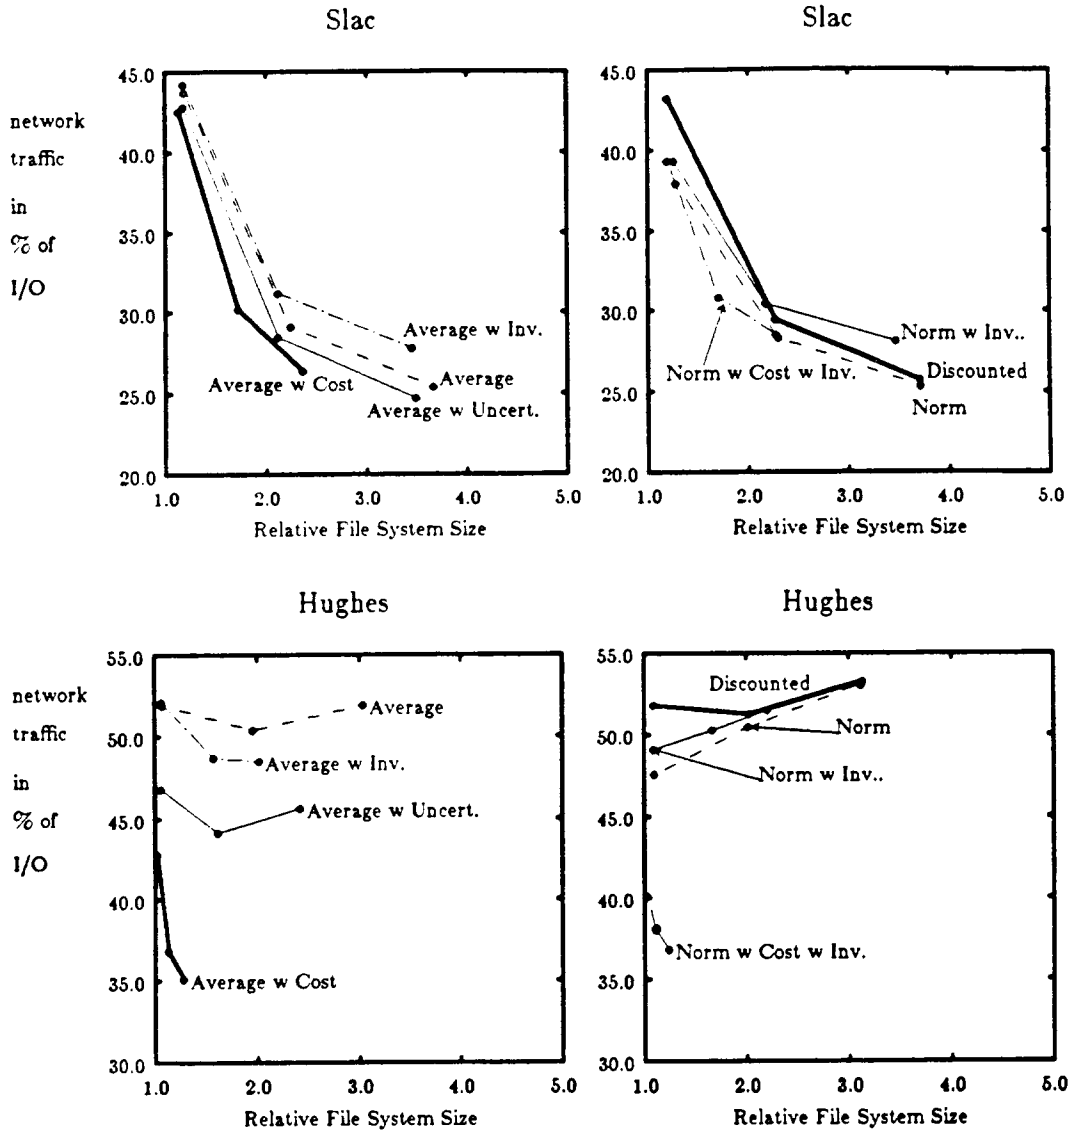 Slac
Slac
network
traffic
in
% of
I/O
45.0
40.0
35.0
30.0
25.0
20.0
Average w Inv.
Average
Average w Cost
Average w Uncert.
1.0 2.0 3.0 4.0 5.0
Relative File System Size
45.0
40.0
35.0
30.0
25.0
20.0
Norm w Inv..
Norm w Cost w Inv.
Discounted
Norm
1.0 2.0 3.0 4.0 5.0
Relative File System Size
Hughes
Hughes
network
traffic
in
% of
I/O
55.0
50.0
45.0
40.0
35.0
30.0
Average
Average w Inv.
Average w Uncert.
Average w Cost
1.0 2.0 3.0 4.0 5.0
Relative File System Size
55.0
50.0
45.0
40.0
35.0
30.0
Discounted
Norm
Norm w Inv..
Norm w Cost w Inv.
1.0 2.0 3.0 4.0 5.0
Relative File System Size